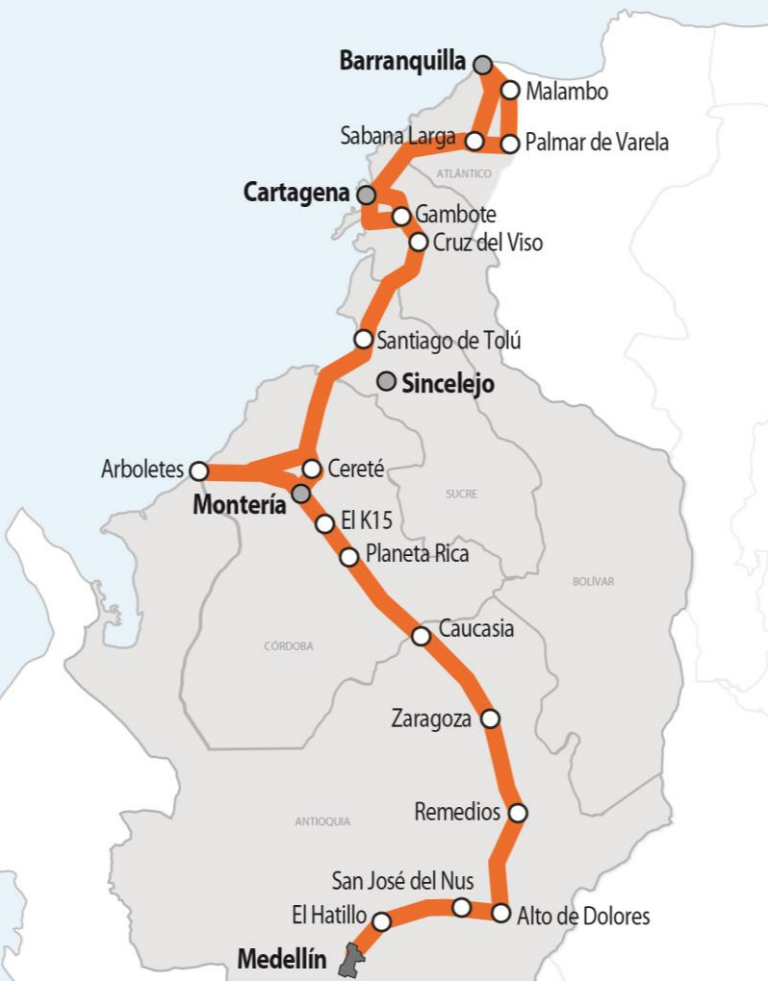 Barranquilla
Malambo
Sabana Larga
Palmar de Varela
ATLÁNTICO
Cartagena
Gambote
Cruz del Viso
Santiago de Tolú
Sincelejo
Arboletes
Cereté
Montería
SUCRE
El K15
Planeta Rica
BOLÍVAR
Caucasia
CÓRDOBA
Zaragoza
Remedios
ANTIOQUIA
San José del Nus
El Hatillo
Alto de Dolores
Medellín